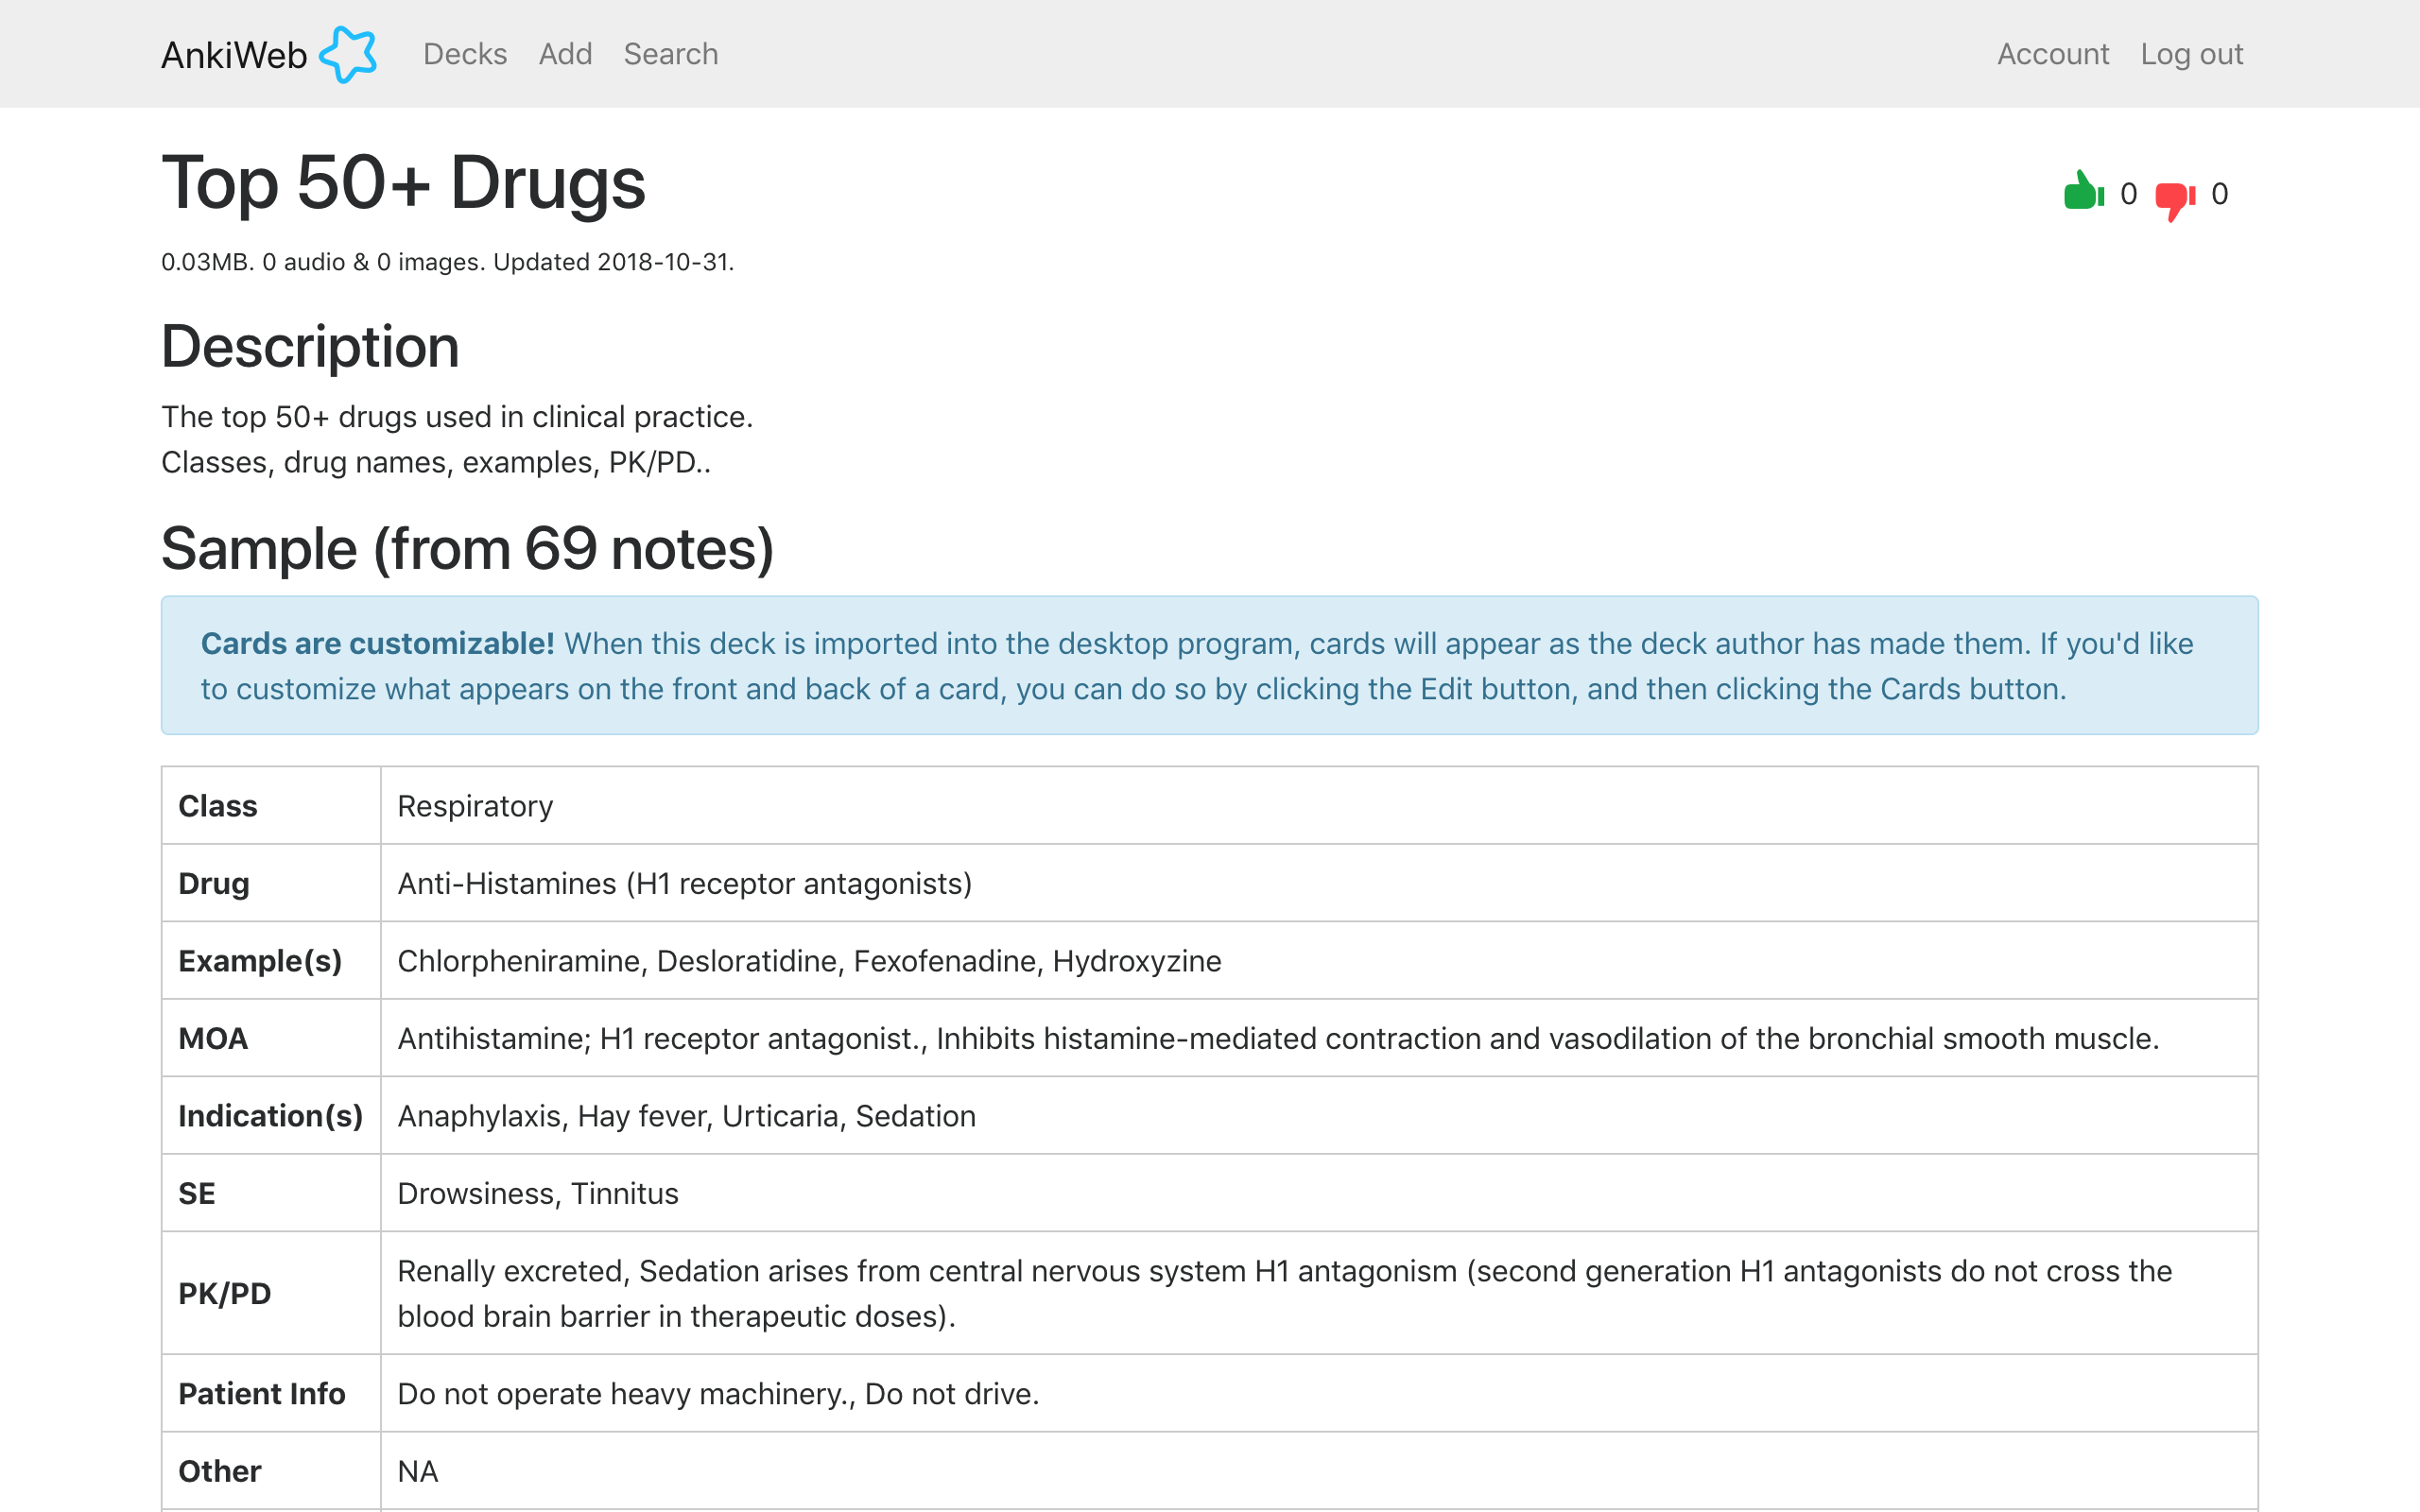 AnkiWeb Decks Add Search Account Log out
Top 50+ Drugs 0 0
0.03MB. 0 audio & 0 images. Updated 2018-10-31.
Description
The top 50+ drugs used in clinical practice.
Classes, drug names, examples, PK/PD..
Sample (from 69 notes)
Cards are customizable! When this deck is imported into the desktop program, cards will appear as the deck author has made them. If you'd like
to customize what appears on the front and back of a card, you can do so by clicking the Edit button, and then clicking the Cards button.
Class Respiratory
Drug Anti-Histamines (H1 receptor antagonists)
Example(s) Chlorpheniramine, Desloratidine, Fexofenadine, Hydroxyzine
MOA Antihistamine; H1 receptor antagonist., Inhibits histamine-mediated contraction and vasodilation of the bronchial smooth muscle.
Indication(s) Anaphylaxis, Hay fever, Urticaria, Sedation
SE Drowsiness, Tinnitus
PK/PD Renally excreted, Sedation arises from central nervous system H1 antagonism (second generation H1 antagonists do not cross the
blood brain barrier in therapeutic doses).
Patient Info Do not operate heavy machinery., Do not drive.
Other NA